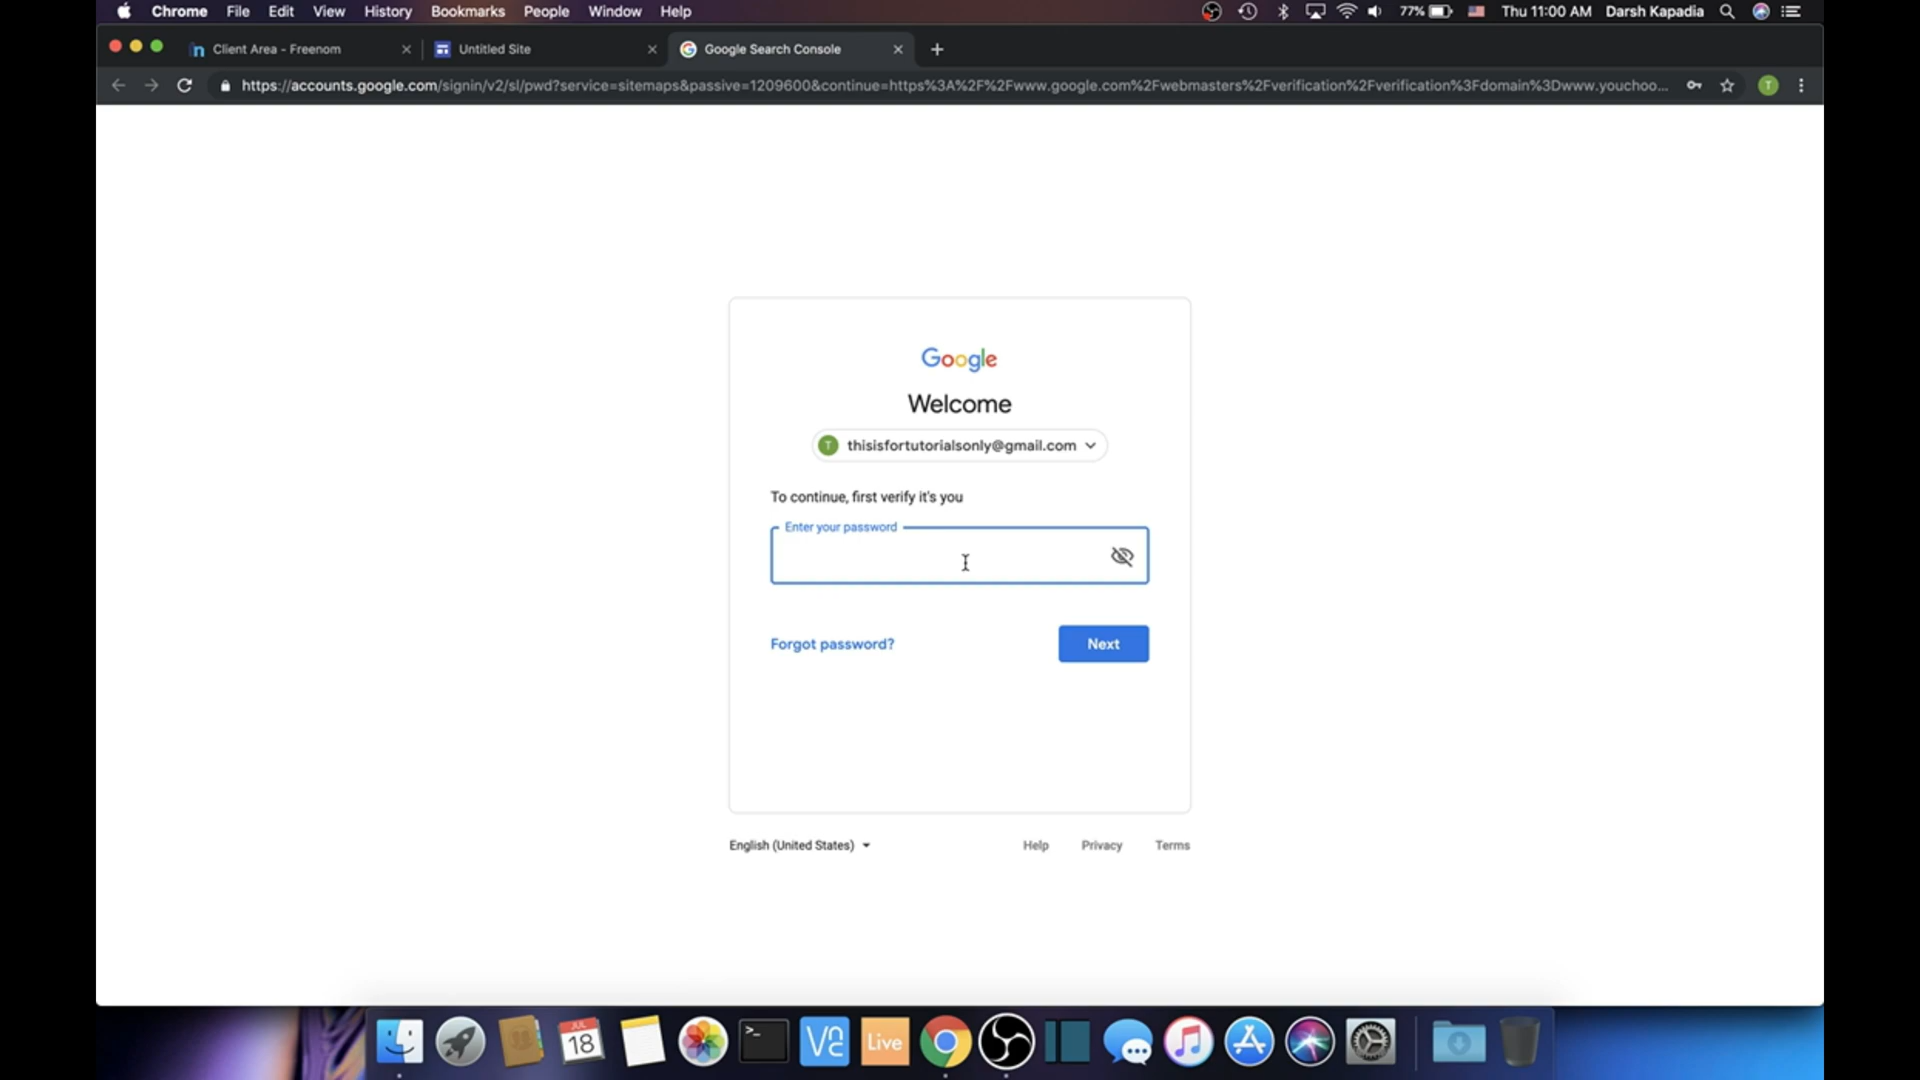 Chrome File Edit View History Bookmarks People Window Help 77% Thu 11:00 AM Darsh Kapadia
Client Area - Freenom Untitled Site Google Search Console
https://accounts.google.com/signin/v2/sl/pwd?service=sitemaps&passive=1209600&continue=https%3A%2F%2Fwww.google.com%2Fwebmasters%2Fverification%2Fverification%3Fdomain%3Dwww.youchoo... T
Google
Welcome
T thisisfortutorialsonly@gmail.com
To continue, first verify it's you
Enter your password
Forgot password? Next
English (United States) Help Privacy Terms
JUL
18 Live